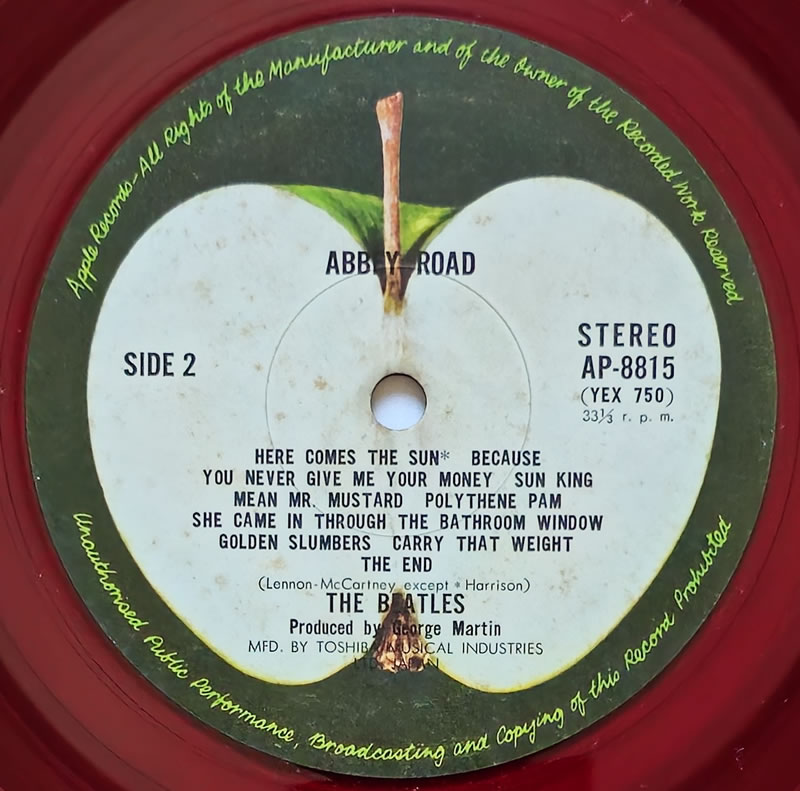 Apple Records-All Rights of the Manufacturer and of the Owner of the Recorded Work Reserved
ABBEY ROAD
SIDE 2
STEREO
AP-8815
(YEX 750)
33⅓ r. p. m.
HERE COMES THE SUN* BECAUSE
YOU NEVER GIVE ME YOUR MONEY SUN KING
MEAN MR. MUSTARD POLYTHENE PAM
SHE CAME IN THROUGH THE BATHROOM WINDOW
GOLDEN SLUMBERS CARRY THAT WEIGHT
THE END
(Lennon-McCartney except * Harrison)
THE BEATLES
Produced by George Martin
MFD. BY TOSHIBA MUSICAL INDUSTRIES
LTD. JAPAN
Unauthorised Public Performance, Broadcasting and Copying of this Record Prohibited